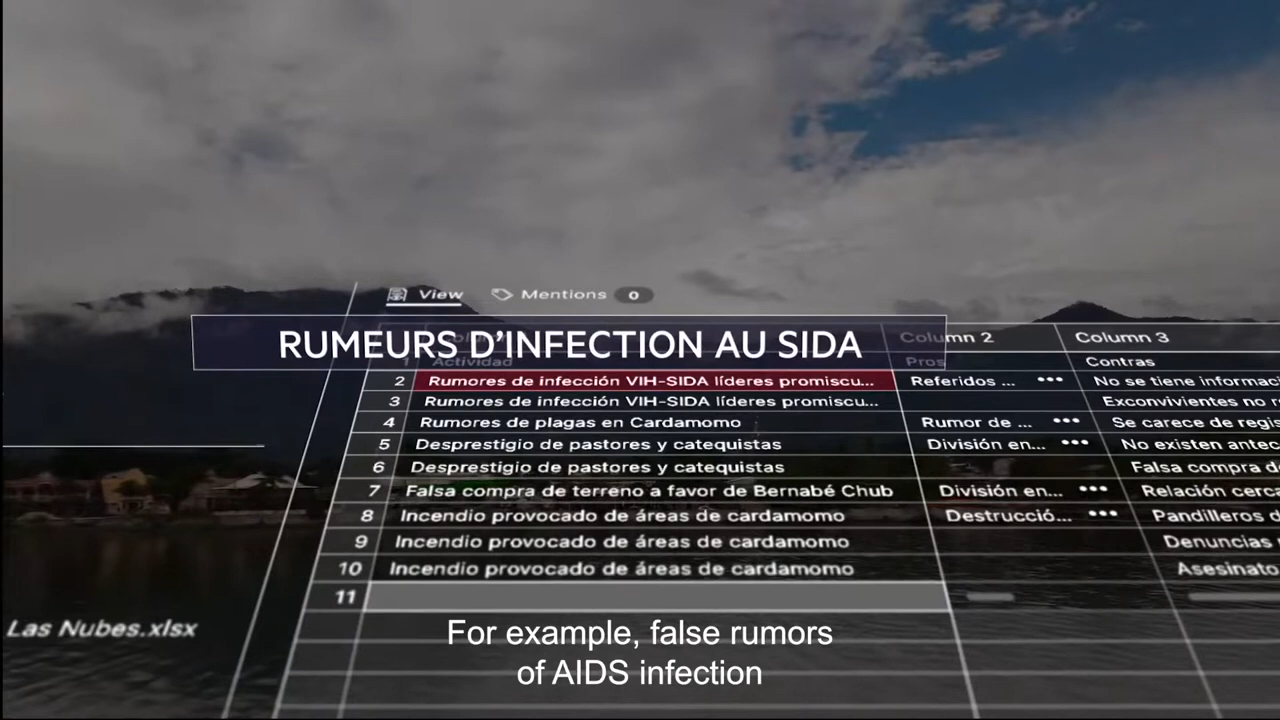 View Mentions 0
RUMEURS D'INFECTION AU SIDA
Column 2 Column 3
1 Actividad Pros Contras
2 Rumores de infección VIH-SIDA líderes promiscu... Referidos ... ••• No se tiene informaci
3 Rumores de infección VIH-SIDA líderes promiscu... Exconvivientes no r
4 Rumores de plagas en Cardamomo Rumor de ... ••• Se carece de regis
5 Desprestigio de pastores y catequistas División en... ••• No existen antec
6 Desprestigio de pastores y catequistas Falsa compra d
7 Falsa compra de terreno a favor de Bernabé Chub División en... ••• Relación cerca
8 Incendio provocado de áreas de cardamomo Destrucció... ••• Pandilleros d
9 Incendio provocado de áreas de cardamomo Denuncias
10 Incendio provocado de áreas de cardamomo Asesinato
11
Las Nubes.xlsx
For example, false rumors
of AIDS infection